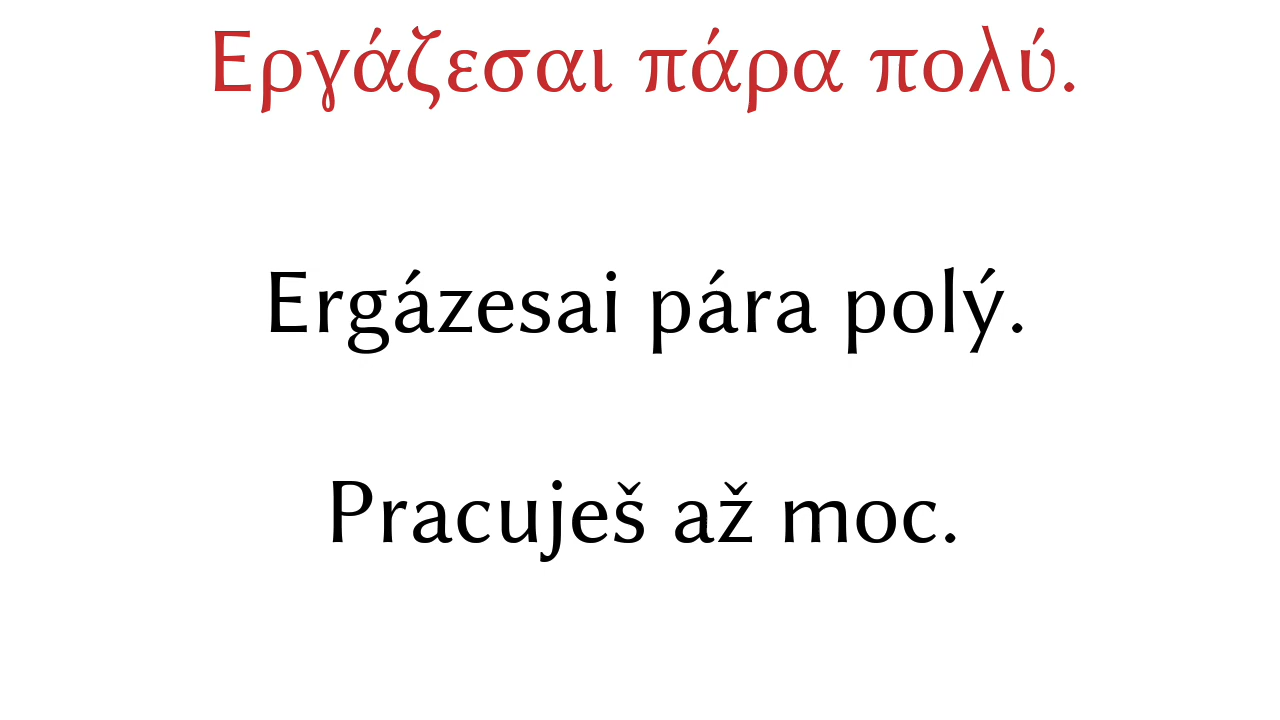 Εργάζεσαι πάρα πολύ.
Ergázesai pára polý.
Pracuješ až moc.